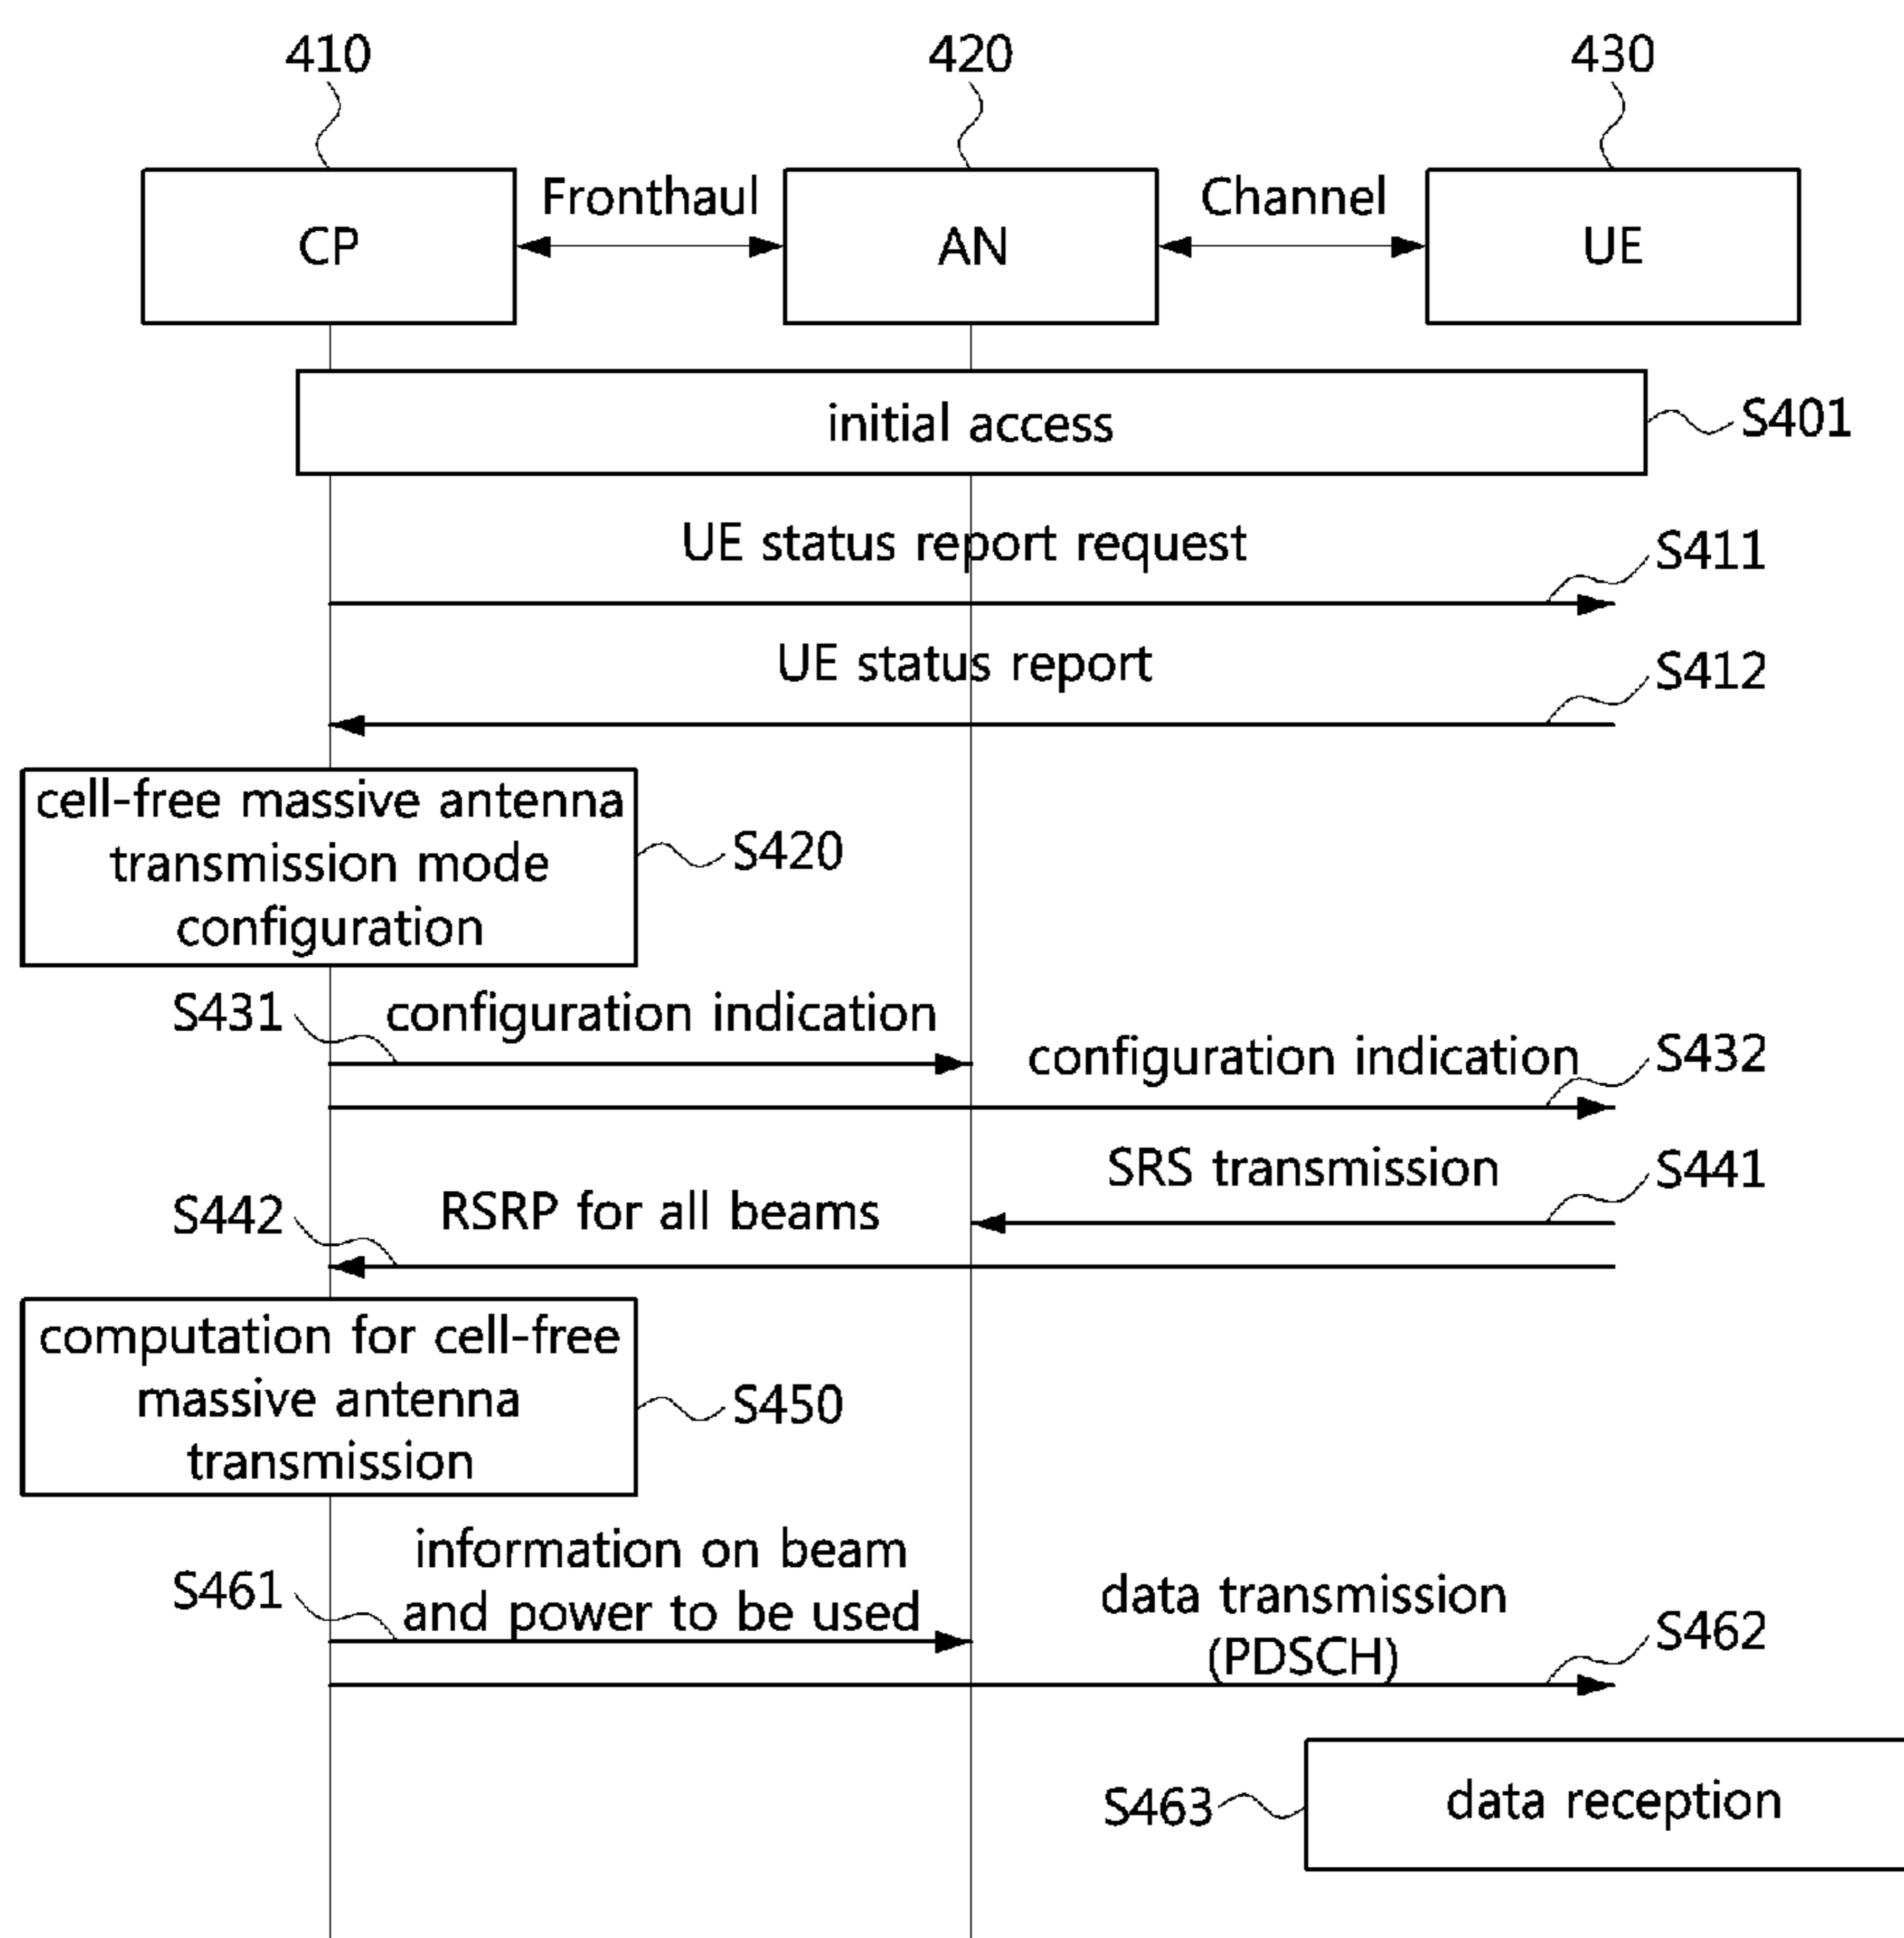 410
420
430
Fronthaul
Channel
CP
AN
UE
initial access
S401
UE status report request
S411
UE status report
S412
cell-free massive antenna
transmission mode
configuration
S420
S431
configuration indication
configuration indication
S432
SRS transmission
S441
S442
RSRP for all beams
computation for cell-free
massive antenna
transmission
S450
information on beam
and power to be used
S461
data transmission
(PDSCH)
S462
S463
data reception